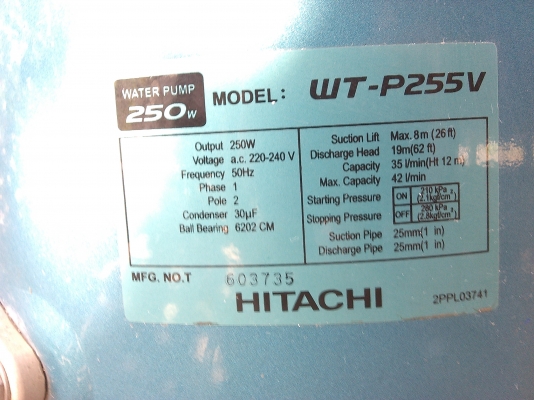 WATER PUMP
250W
MODEL: WT-P255V
Output 250W
Voltage a.c. 220-240 V
Frequency 50Hz
Phase 1
Pole 2
Condenser 30µF
Ball Bearing 6202 CM
Suction Lift Max. 8m (26 ft)
Discharge Head 19m(62 ft)
Capacity 35 l/min(Ht 12 m)
Max. Capacity 42 l/min
Starting Pressure ON 210 kPa (2.1kgf/cm²)
Stopping Pressure OFF 280 kPa (2.8kgf/cm²)
Suction Pipe 25mm(1 in)
Discharge Pipe 25mm(1 in)
MFG. NO.T 603735
HITACHI
2PPL03741